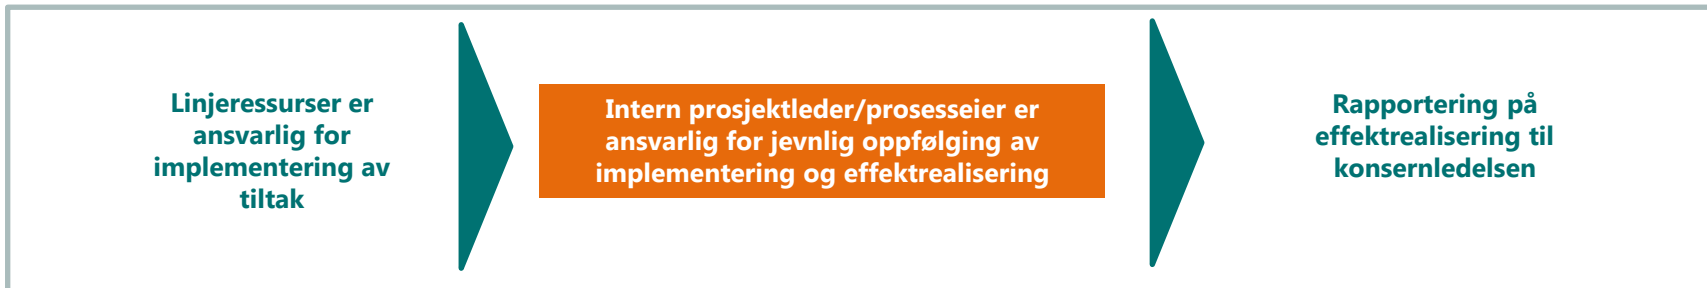 Linjeressurser er
ansvarlig for
implementering av
tiltak
Intern prosjektleder/prosesseier er
ansvarlig for jevnlig oppfølging av
implementering og effektrealisering
Rapportering på
effektrealisering til
konsernledelsen